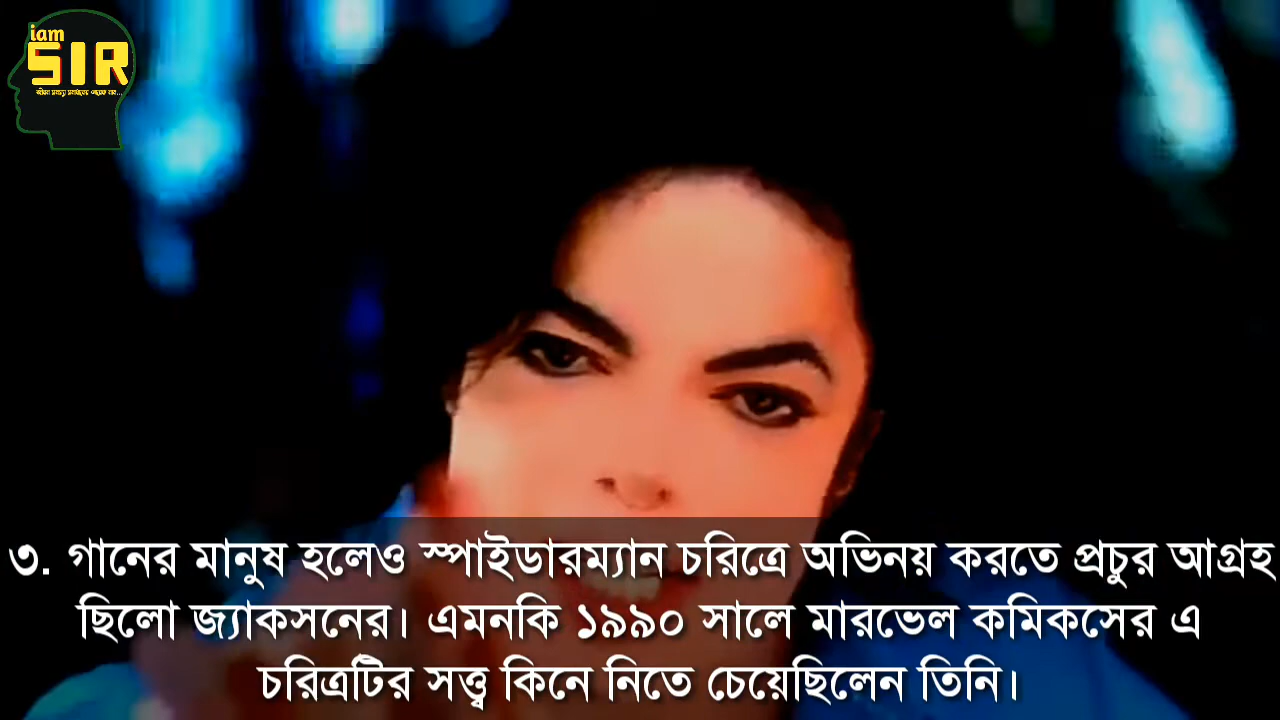 iam
SIR
৩. গানের মানুষ হলেও স্পাইডারম্যান চরিত্রে অভিনয় করতে প্রচুর আগ্রহ
ছিলো জ্যাকসনের। এমনকি ১৯৯০ সালে মারভেল কমিকসের এ
চরিত্রটির সত্ত্ব কিনে নিতে চেয়েছিলেন তিনি।